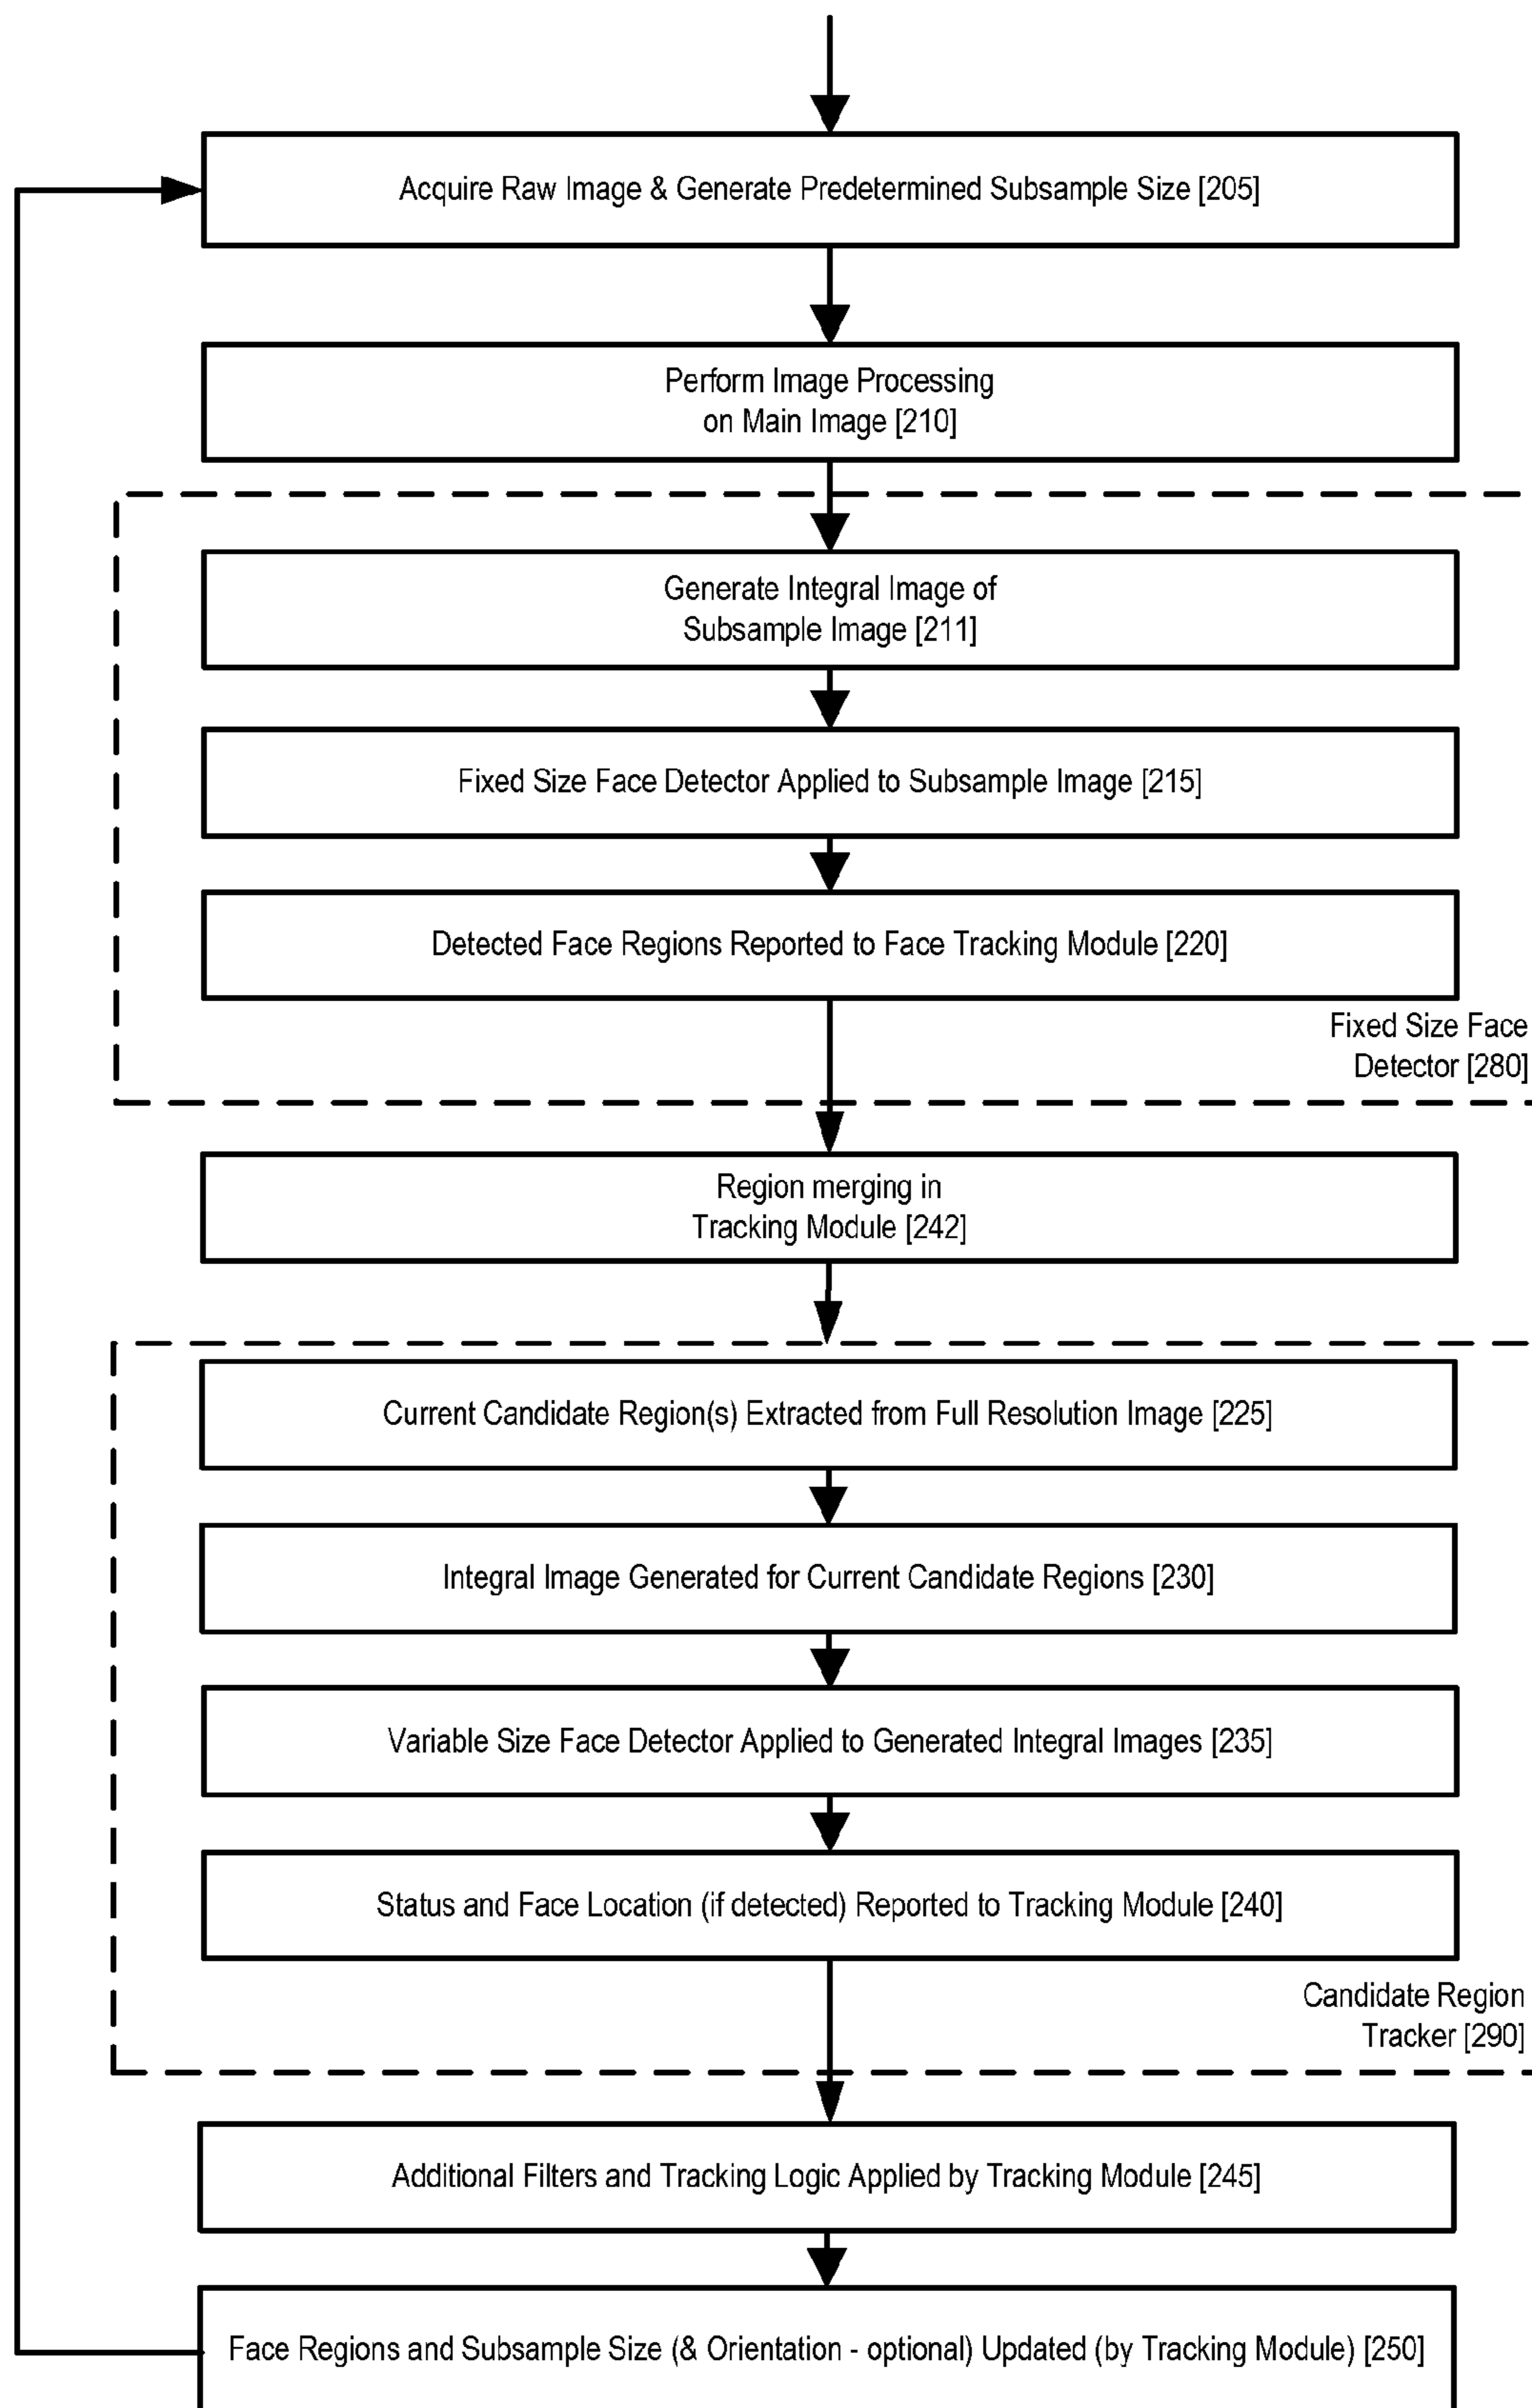 Acquire Raw Image & Generate Predetermined Subsample Size [205]
Perform Image Processing
on Main Image [210]
Generate Integral Image of
Subsample Image [211]
Fixed Size Face Detector Applied to Subsample Image [215]
Detected Face Regions Reported to Face Tracking Module [220]
Fixed Size Face
Detector [280]
Region merging in
Tracking Module [242]
Current Candidate Region(s) Extracted from Full Resolution Image [225]
Integral Image Generated for Current Candidate Regions [230]
Variable Size Face Detector Applied to Generated Integral Images [235]
Status and Face Location (if detected) Reported to Tracking Module [240]
Candidate Region
Tracker [290]
Additional Filters and Tracking Logic Applied by Tracking Module [245]
Face Regions and Subsample Size (& Orientation - optional) Updated (by Tracking Module) [250]